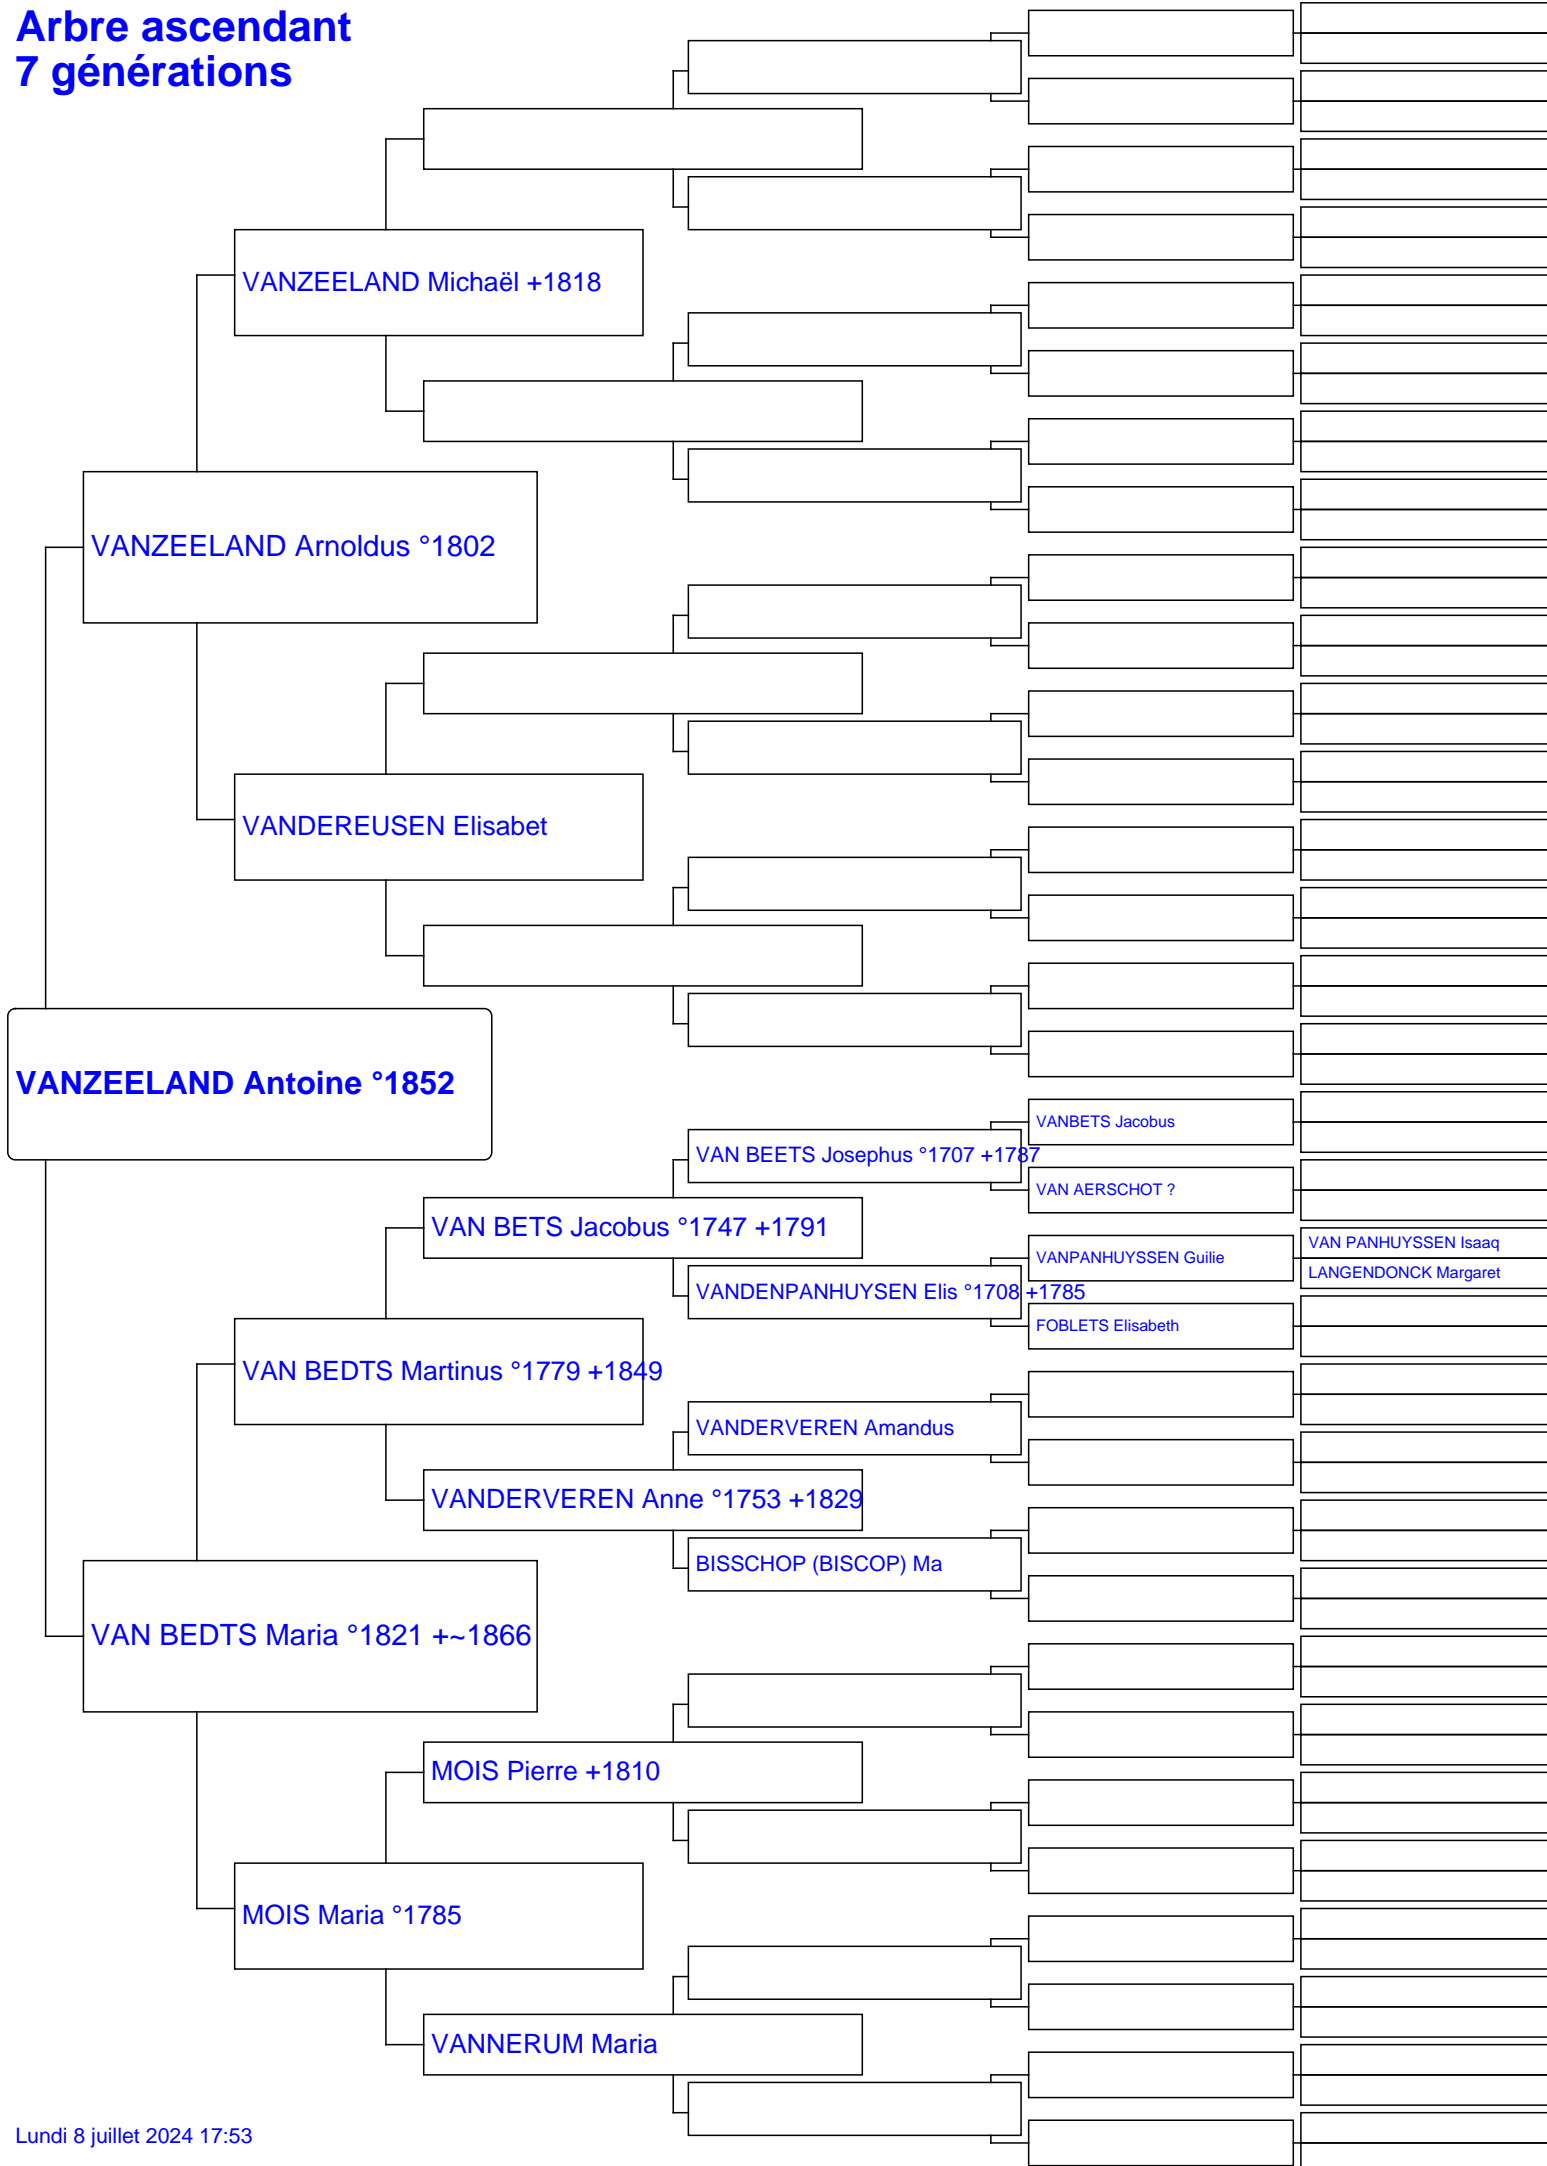 Arbre ascendant
7 générations
VANZEELAND Michaël +1818
VANZEELAND Arnoldus °1802
VANDEREUSEN Elisabet
VANZEELAND Antoine °1852
VANBETS Jacobus
VAN BEETS Josephus °1707 +1787
VAN AERSCHOT ?
VAN BETS Jacobus °1747 +1791
VAN PANHUYSSEN Isaaq
VANPANHUYSSEN Guilie
LANGENDONCK Margaret
VANDENPANHUYSEN Elis °1708 +1785
FOBLETS Elisabeth
VAN BEDTS Martinus °1779 +1849
VANDERVEREN Amandus
VANDERVEREN Anne °1753 +1829
BISSCHOP (BISCOP) Ma
VAN BEDTS Maria °1821 +~1866
MOIS Pierre +1810
MOIS Maria °1785
VANNERUM Maria
Lundi 8 juillet 2024 17:53